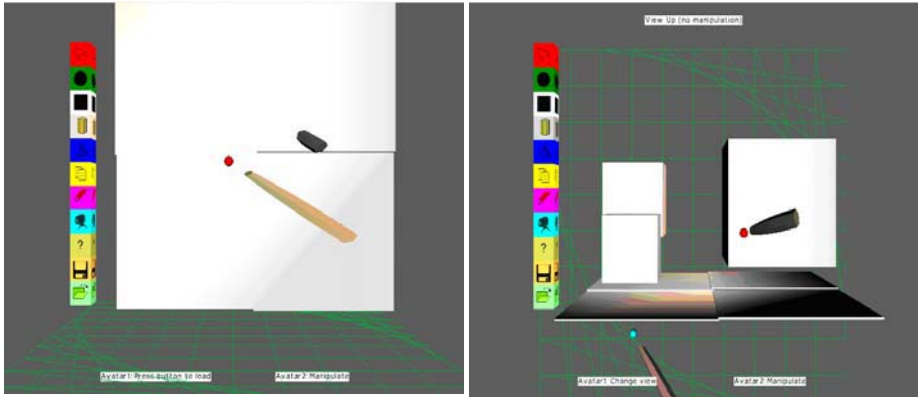 Avatar1: Press button to load
Avatar2: Manipulate
View Up (no manipulation)
?
?
Avatar1: Change view
Avatar2: Manipulate